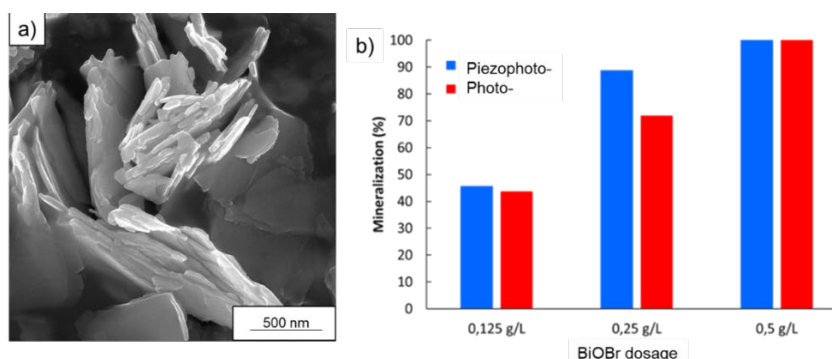 a)
500 nm
b)
Mineralization (%)
100
90
80
70
60
50
40
30
20
10
0
Piezophoto-
Photo-
0,125 g/L
0,25 g/L
0,5 g/L
BiOBr dosage